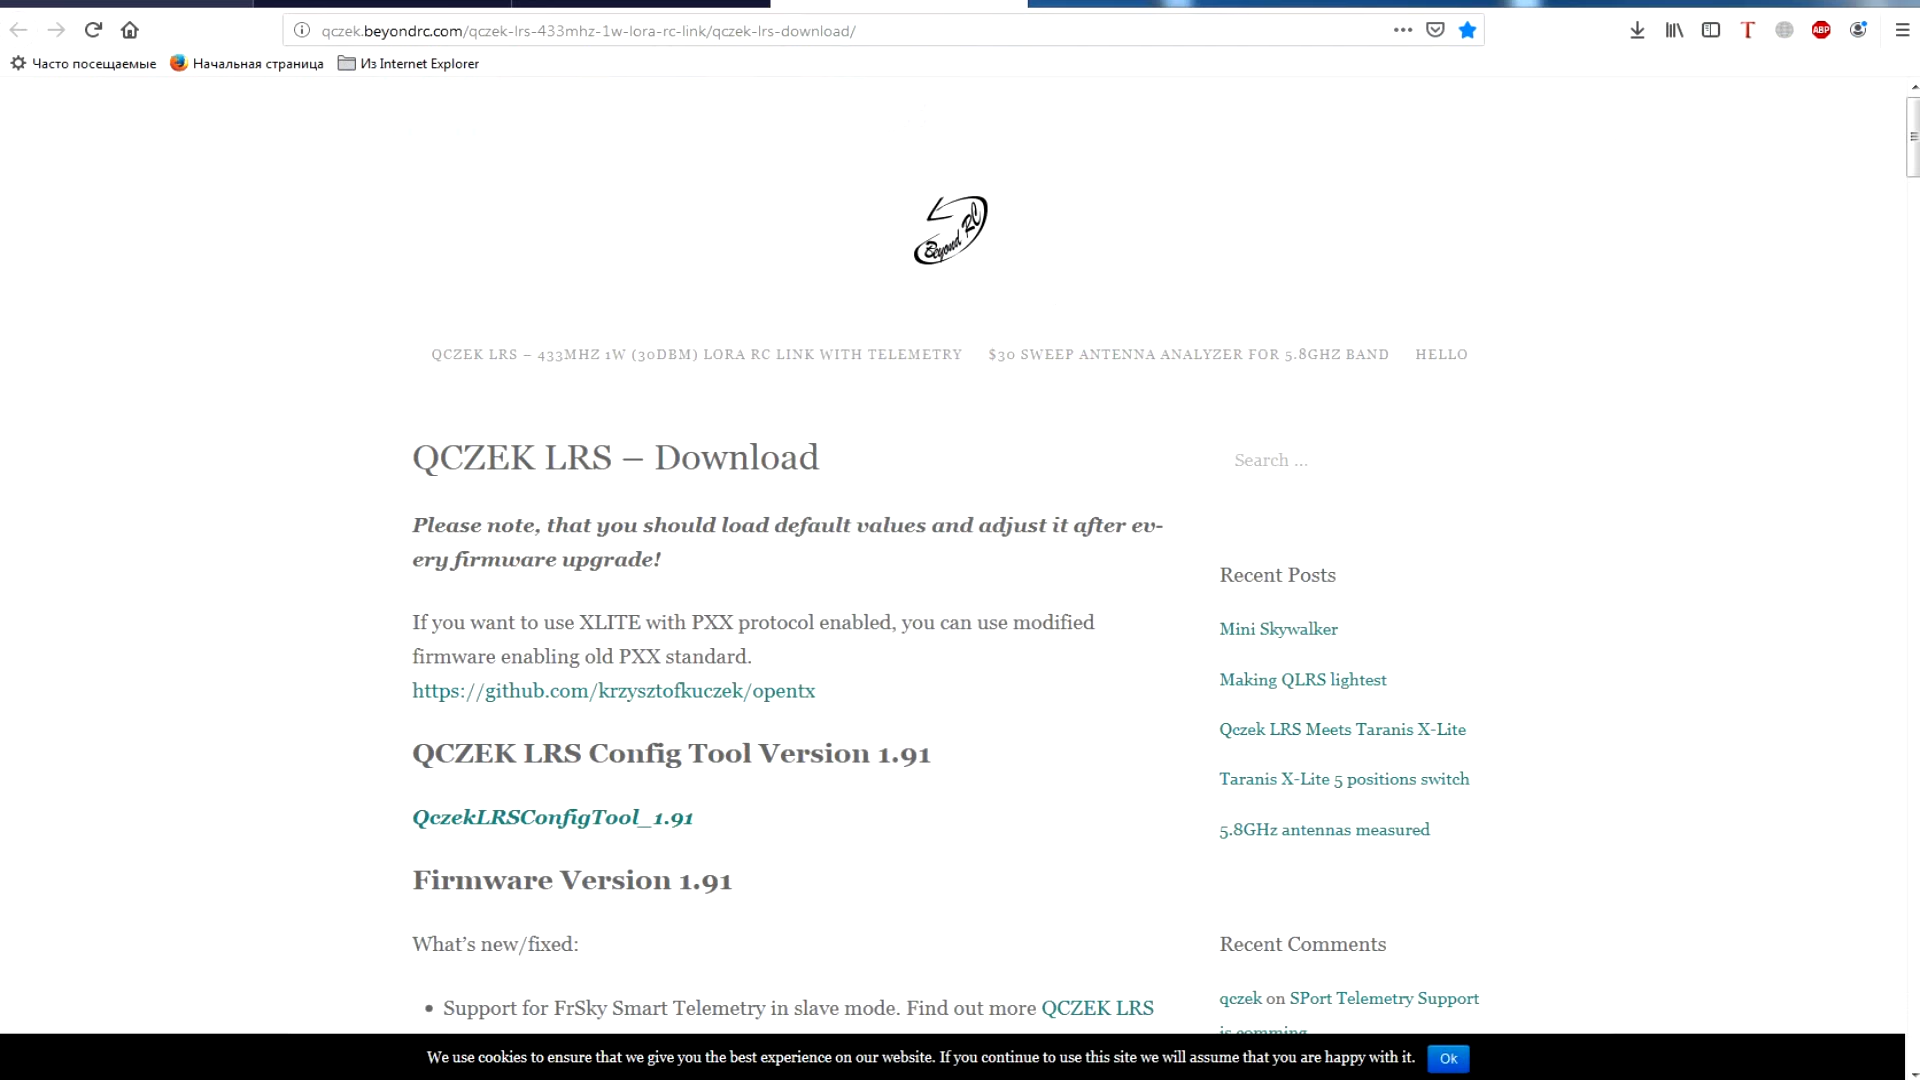 qczek.beyondrc.com/qczek-lrs-433mhz-1w-lora-rc-link/qczek-lrs-download/
T
ABP
Часто посещаемые
Начальная страница
Из Internet Explorer
Beyond RC
QCZEK LRS – 433MHZ 1W (30DBM) LORA RC LINK WITH TELEMETRY
$30 SWEEP ANTENNA ANALYZER FOR 5.8GHZ BAND
HELLO
QCZEK LRS – Download
Please note, that you should load default values and adjust it after ev-
ery firmware upgrade!
If you want to use XLITE with PXX protocol enabled, you can use modified
firmware enabling old PXX standard.
https://github.com/krzysztofkuczek/opentx
QCZEK LRS Config Tool Version 1.91
QczekLRSConfigTool_1.91
Firmware Version 1.91
What's new/fixed:
• Support for FrSky Smart Telemetry in slave mode. Find out more QCZEK LRS
Search ...
Recent Posts
Mini Skywalker
Making QLRS lightest
Qczek LRS Meets Taranis X-Lite
Taranis X-Lite 5 positions switch
5.8GHz antennas measured
Recent Comments
qczek on SPort Telemetry Support
is comming
We use cookies to ensure that we give you the best experience on our website. If you continue to use this site we will assume that you are happy with it.
Ok